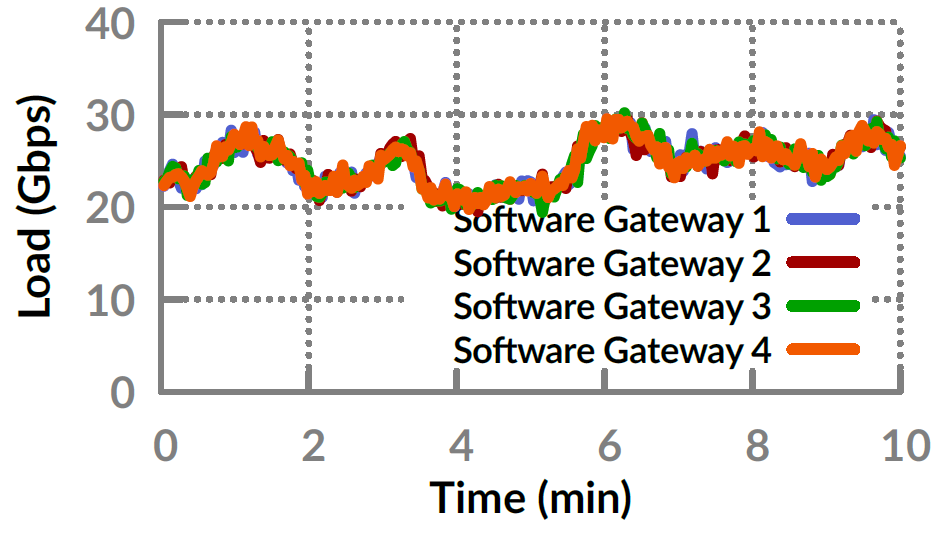 40
30
20
10
0
Load (Gbps)
Software Gateway 1
Software Gateway 2
Software Gateway 3
Software Gateway 4
0 2 4 6 8 10
Time (min)